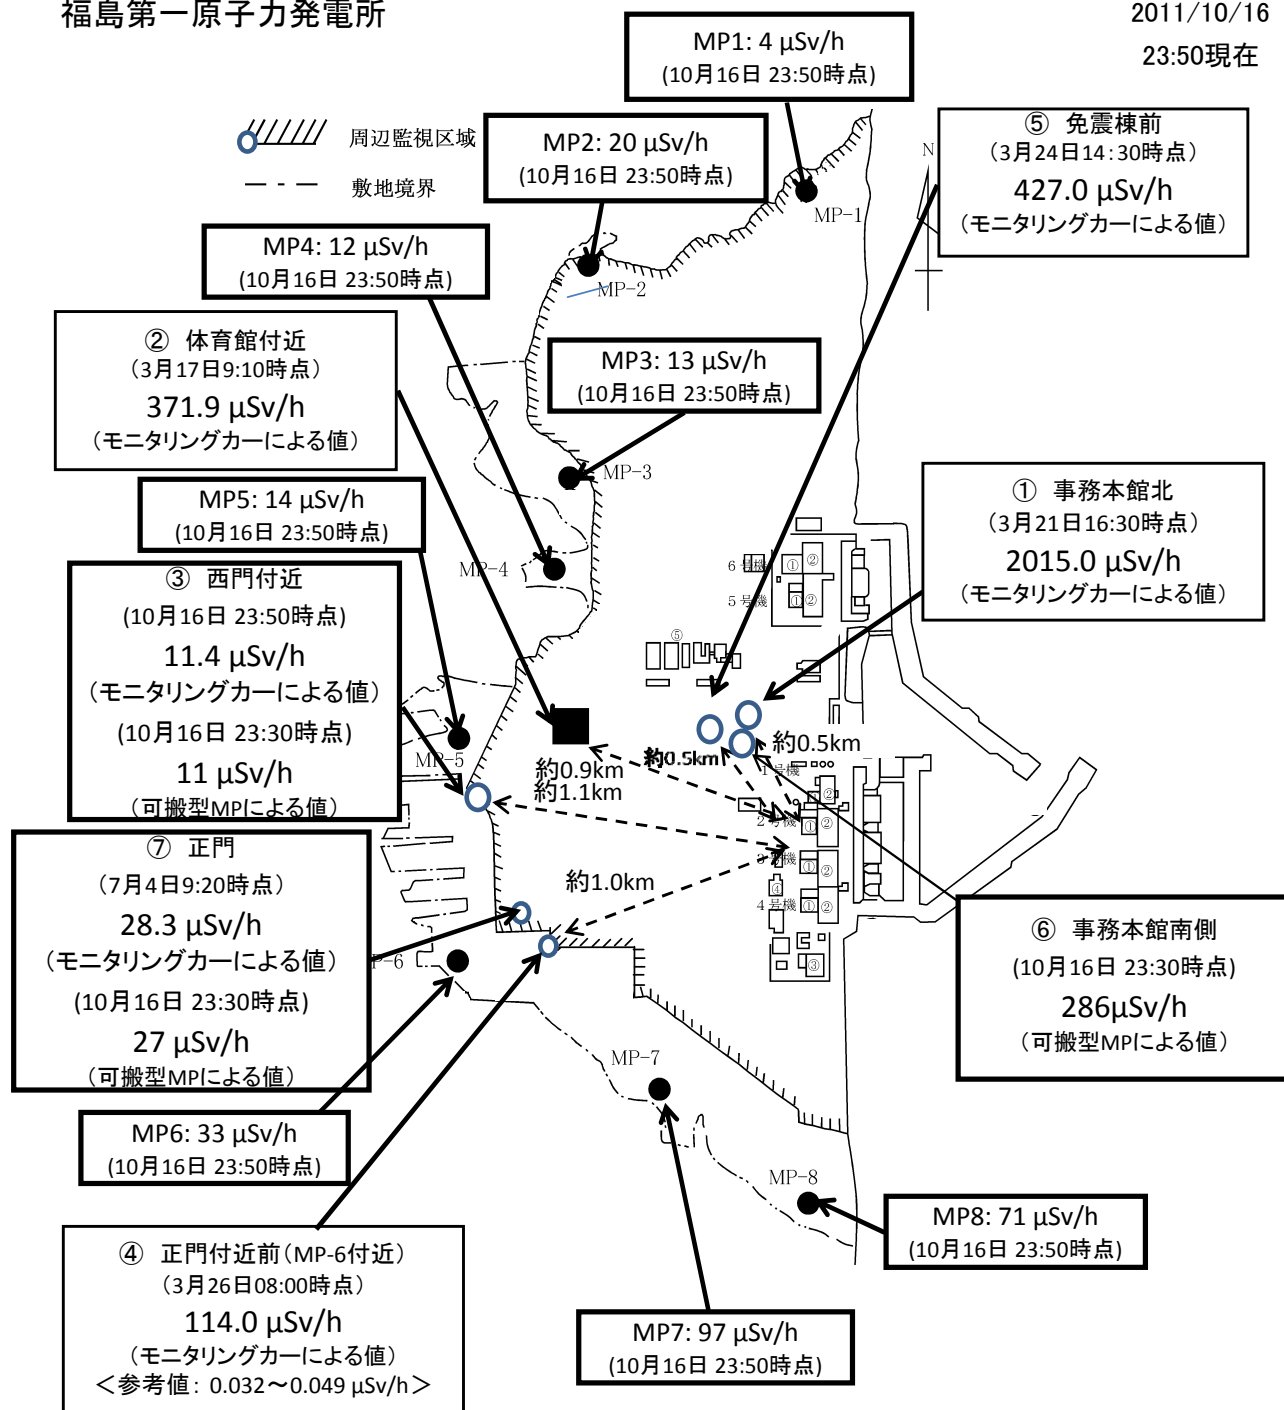 福島第一原子力発電所
2011/10/16
23:50現在
MP1: 4 μSv/h
(10月16日 23:50時点)
周辺監視区域
敷地境界
MP2: 20 μSv/h
(10月16日 23:50時点)
⑤ 免震棟前
(3月24日14:30時点)
427.0 μSv/h
(モニタリングカーによる値)
N
MP-1
MP4: 12 μSv/h
(10月16日 23:50時点)
MP-2
② 体育館付近
(3月17日9:10時点)
371.9 μSv/h
(モニタリングカーによる値)
MP3: 13 μSv/h
(10月16日 23:50時点)
MP-3
MP5: 14 μSv/h
(10月16日 23:50時点)
① 事務本館北
(3月21日16:30時点)
2015.0 μSv/h
(モニタリングカーによる値)
MP-4
6号機
① ②
5号機
① ②
③ 西門付近
(10月16日 23:50時点)
11.4 μSv/h
(モニタリングカーによる値)
(10月16日 23:30時点)
11 μSv/h
(可搬型MPによる値)
⑤
MP-5
約0.9km
約1.1km
約0.5km
約0.5km
1号機
① ②
2号機
① ②
3号機
① ②
④
4号機
① ②
③
約1.0km
⑦ 正門
(7月4日9:20時点)
28.3 μSv/h
(モニタリングカーによる値)
(10月16日 23:30時点)
27 μSv/h
(可搬型MPによる値)
P-6
⑥ 事務本館南側
(10月16日 23:30時点)
286μSv/h
(可搬型MPによる値)
MP-7
MP6: 33 μSv/h
(10月16日 23:50時点)
MP-8
MP8: 71 μSv/h
(10月16日 23:50時点)
④ 正門付近前(MP-6付近)
(3月26日08:00時点)
114.0 μSv/h
(モニタリングカーによる値)
<参考値: 0.032～0.049 μSv/h>
MP7: 97 μSv/h
(10月16日 23:50時点)